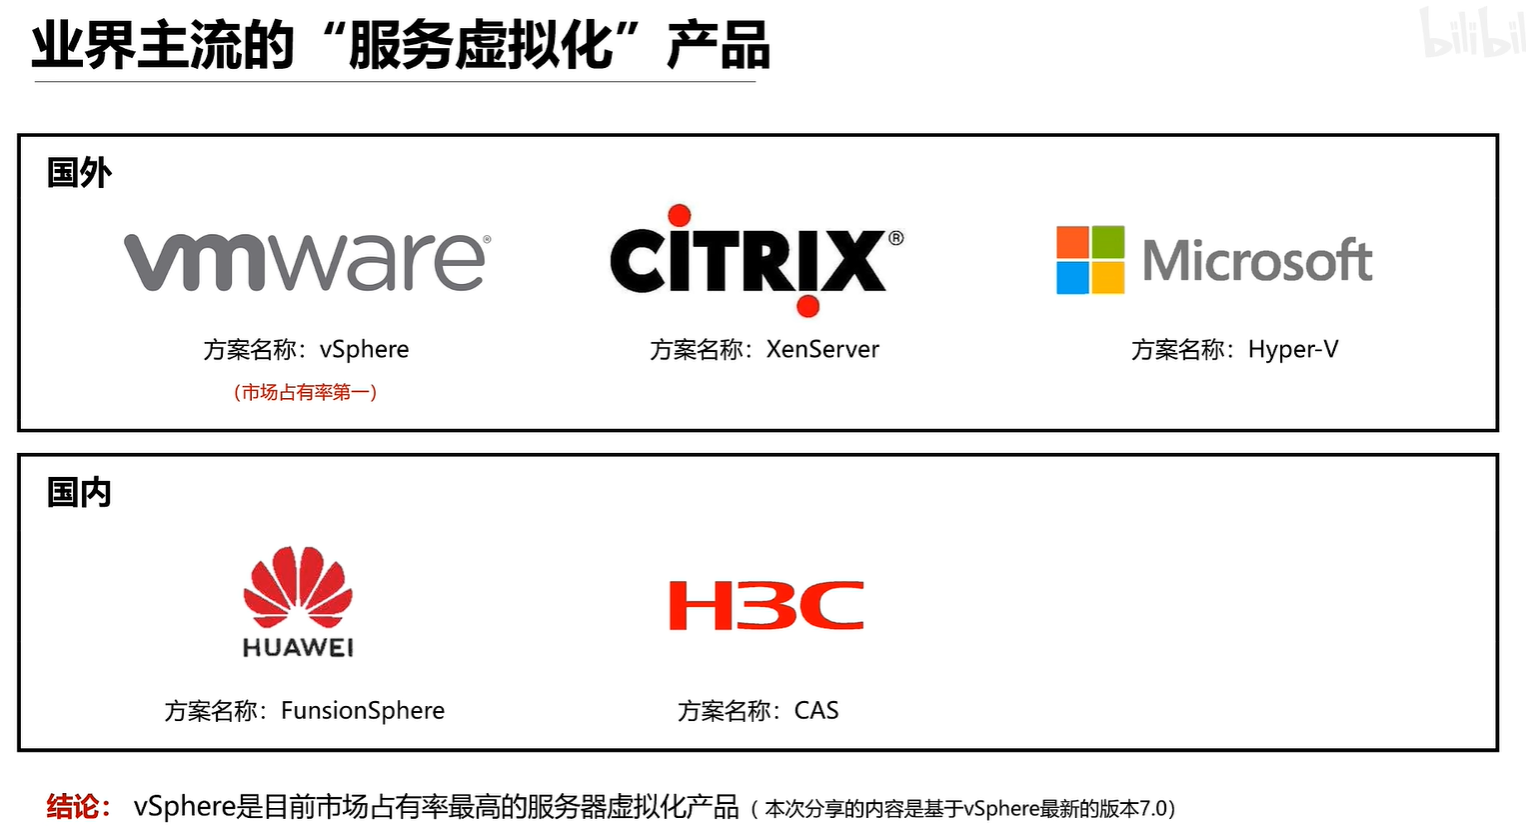 业界主流的“服务虚拟化”产品
bilibili
国外
vmware®
CITRIX®
Microsoft
方案名称：vSphere
方案名称：XenServer
方案名称：Hyper-V
（市场占有率第一）
国内
HUAWEI
H3C
方案名称：FunsionSphere
方案名称：CAS
结论： vSphere是目前市场占有率最高的服务器虚拟化产品（ 本次分享的内容是基于vSphere最新的版本7.0）